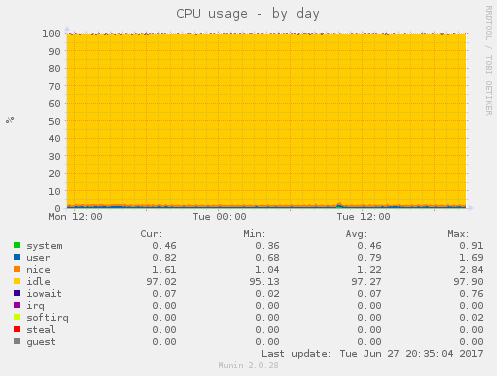 CPU usage - by day
RRDTOOL / TOBI OETIKER
%
100
90
80
70
60
50
40
30
20
10
0
Mon 12:00 Tue 00:00 Tue 12:00
Cur: Min: Avg: Max:
system 0.46 0.36 0.46 0.91
user 0.82 0.68 0.79 1.69
nice 1.61 1.04 1.22 2.84
idle 97.02 95.13 97.27 97.90
iowait 0.07 0.02 0.07 0.76
irq 0.00 0.00 0.00 0.00
softirq 0.00 0.00 0.00 0.02
steal 0.00 0.00 0.00 0.00
guest 0.00 0.00 0.00 0.00
Last update: Tue Jun 27 20:35:04 2017
Munin 2.0.28